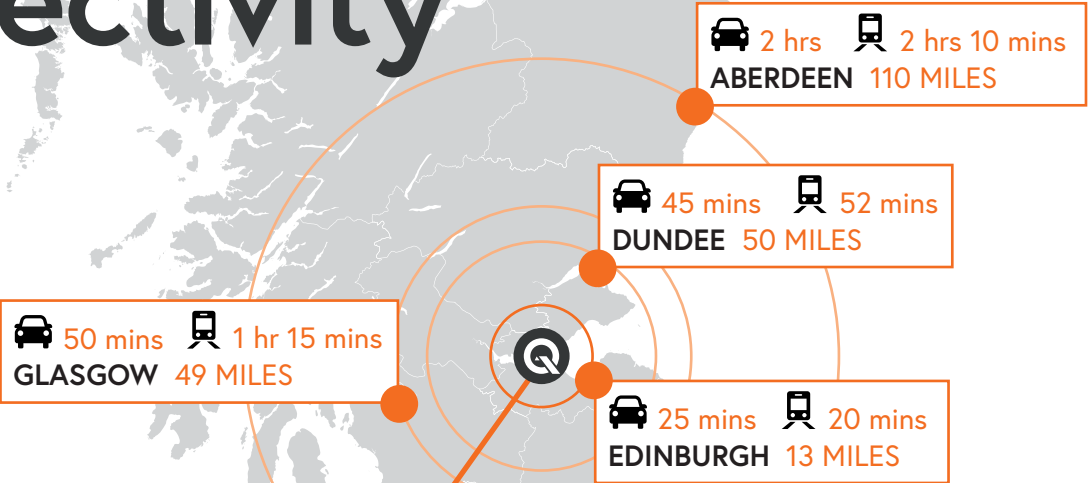 ectivity
2 hrs 2 hrs 10 mins
ABERDEEN 110 MILES
45 mins 52 mins
DUNDEE 50 MILES
50 mins 1 hr 15 mins
GLASGOW 49 MILES
Q
25 mins 20 mins
EDINBURGH 13 MILES